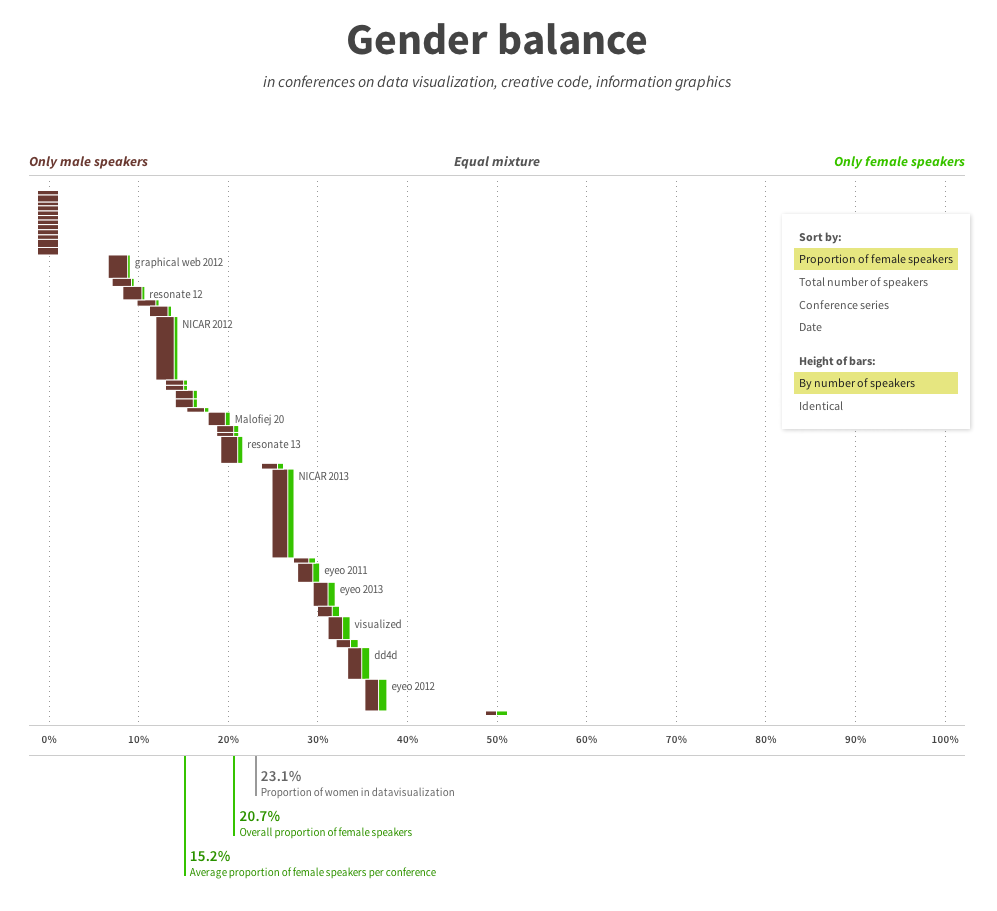 Gender balance
in conferences on data visualization, creative code, information graphics
Only male speakers
Equal mixture
Only female speakers
Sort by:
Proportion of female speakers
Total number of speakers
Conference series
Date
Height of bars:
By number of speakers
Identical
graphical web 2012
resonate 12
NICAR 2012
Malofiej 20
resonate 13
NICAR 2013
eyeo 2011
eyeo 2013
visualized
dd4d
eyeo 2012
0% 10% 20% 30% 40% 50% 60% 70% 80% 90% 100%
23.1%
Proportion of women in datavisualization
20.7%
Overall proportion of female speakers
15.2%
Average proportion of female speakers per conference